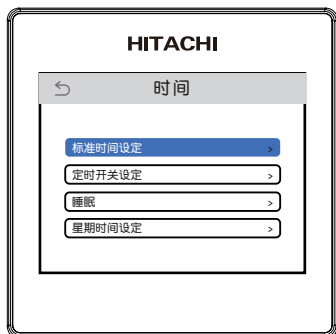 HITACHI
时间
标准时间设定 >
定时开关设定 >
睡眠 >
星期时间设定 >